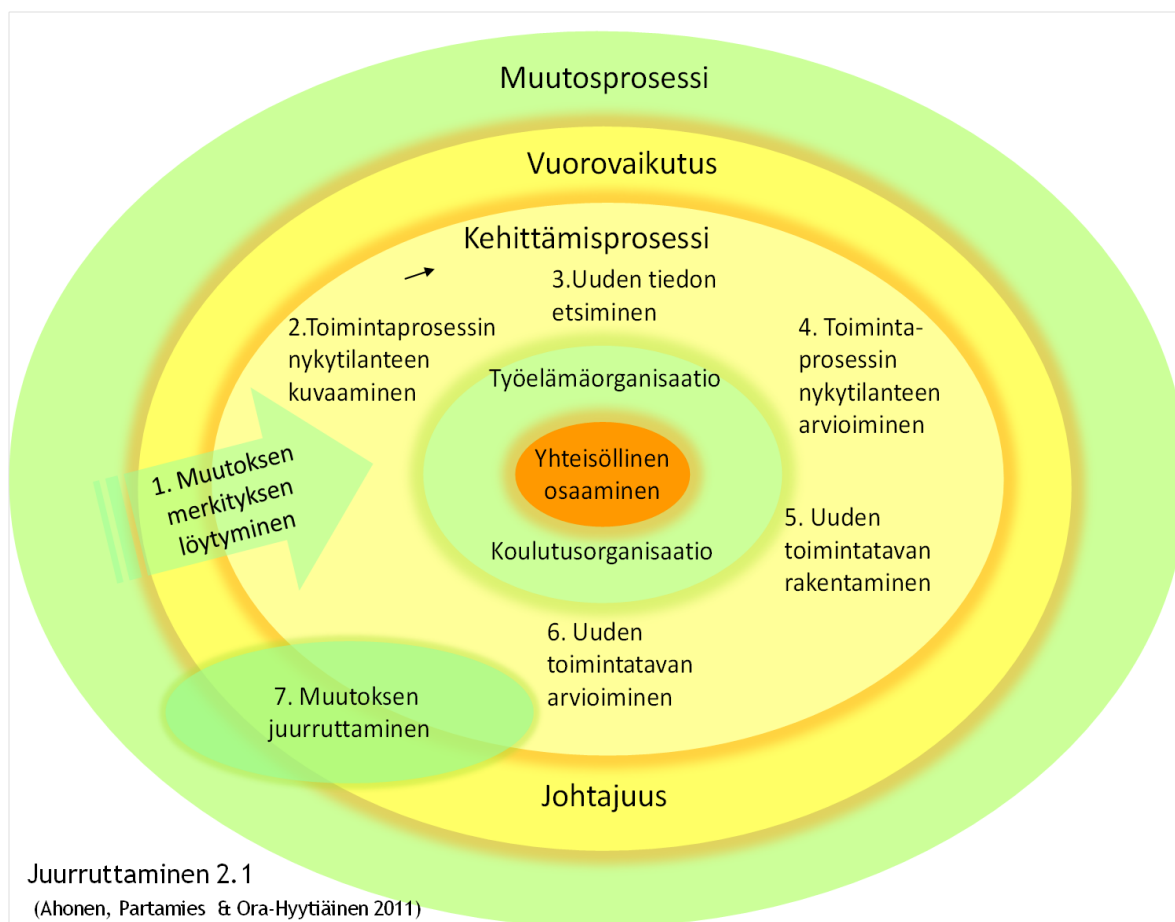 Muutosprosessi
Vuorovaikutus
Kehittämisprosessi
1. Muutoksen
merkityksen
löytyminen
2.Toimintaprosessin
nykytilanteen
kuvaaminen
3.Uuden tiedon
etsiminen
4. Toiminta-
prosessin
nykytilanteen
arvioiminen
Työelämäorganisaatio
Yhteisöllinen
osaaminen
Koulutusorganisaatio
5. Uuden
toimintatavan
rakentaminen
6. Uuden
toimintatavan
arvioiminen
7. Muutoksen
juurruttaminen
Johtajuus
Juurruttaminen 2.1
(Ahonen, Partamies & Ora-Hyytiäinen 2011)